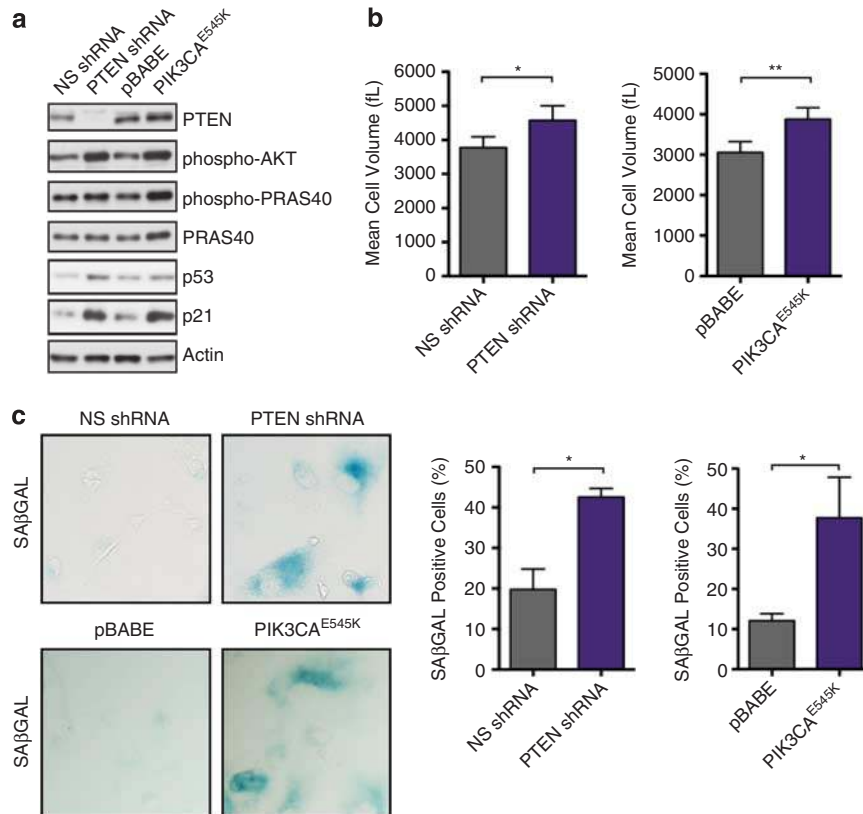 a
NS shRNA
PTEN shRNA
pBABE
PIK3CA^E545K
PTEN
phospho-AKT
phospho-PRAS40
PRAS40
p53
p21
Actin
b
Mean Cell Volume (fL)
6000
5000
4000
3000
2000
1000
0
*
NS shRNA
PTEN shRNA
Mean Cell Volume (fL)
5000
4000
3000
2000
1000
0
**
pBABE
PIK3CA^E545K
c
NS shRNA
PTEN shRNA
SAβGAL
pBABE
PIK3CA^E545K
SAβGAL
SAβGAL Positive Cells (%)
50
40
30
20
10
0
*
NS shRNA
PTEN shRNA
SAβGAL Positive Cells (%)
50
40
30
20
10
0
*
pBABE
PIK3CA^E545K